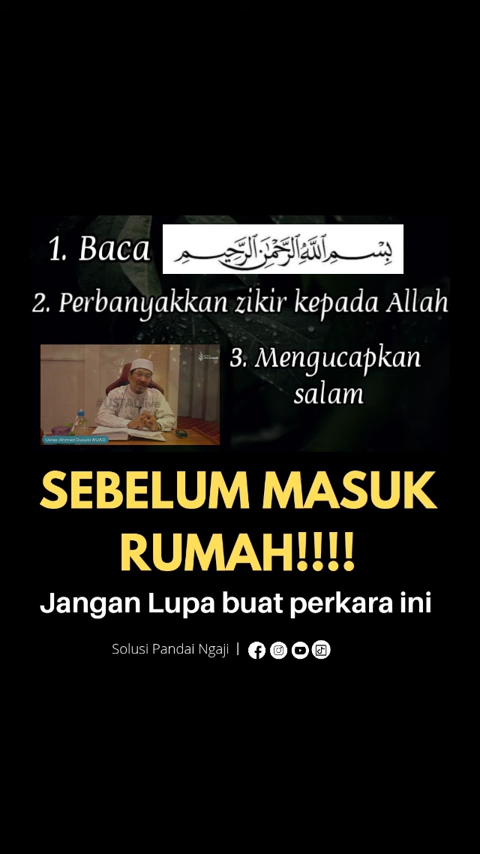 1. Baca بِسْمِ اللَّهِ الرَّحْمَٰنِ الرَّحِيمِ
2. Perbanyakkan zikir kepada Allah
3. Mengucapkan
salam
SEBELUM MASUK
RUMAH!!!!
Jangan Lupa buat perkara ini
Solusi Pandai Ngaji |